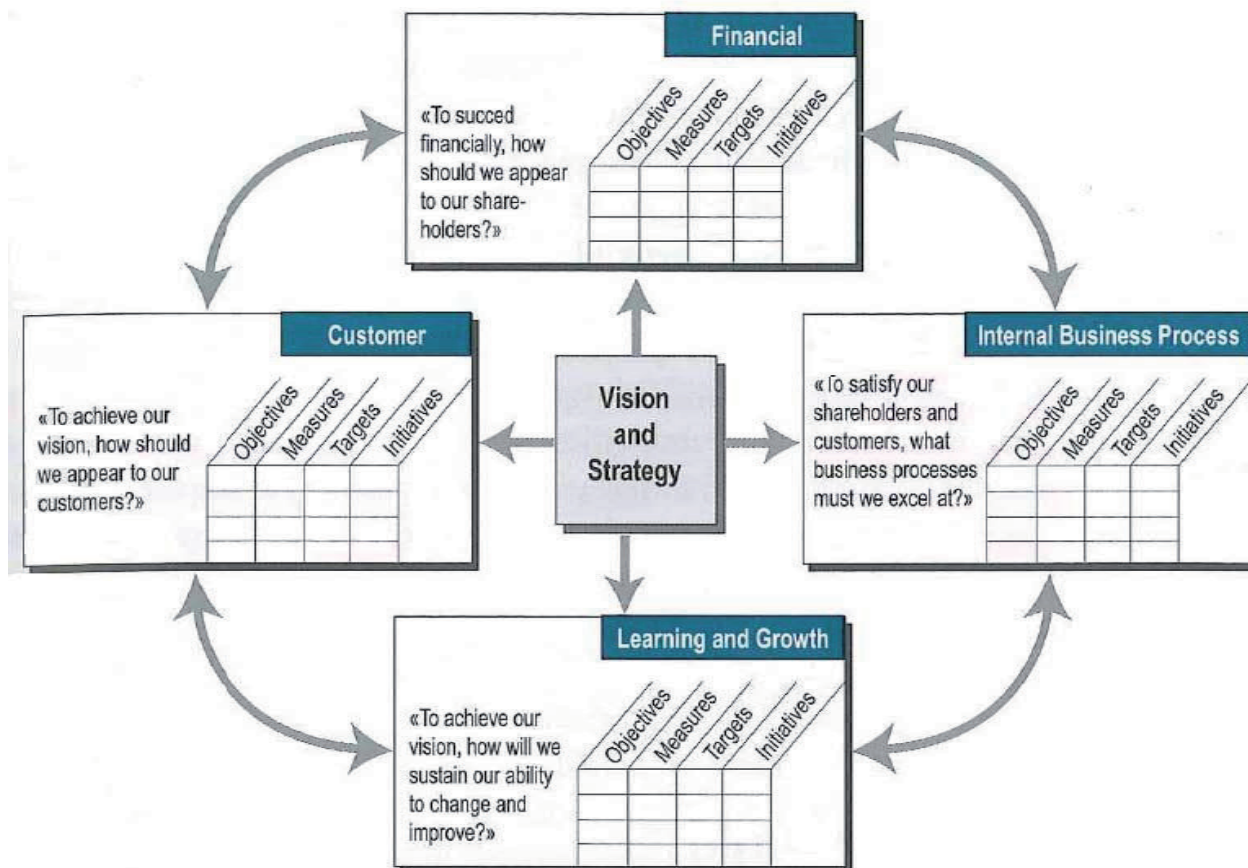 Financial
«To succed
financially, how
should we appear
to our share-
holders?»
Objectives
Measures
Targets
Initiatives
Customer
«To achieve our
vision, how should
we appear to our
customers?»
Objectives
Measures
Targets
Initiatives
Vision
and
Strategy
Internal Business Process
«To satisfy our
shareholders and
customers, what
business processes
must we excel at?»
Objectives
Measures
Targets
Initiatives
Learning and Growth
«To achieve our
vision, how will we
sustain our ability
to change and
improve?»
Objectives
Measures
Targets
Initiatives